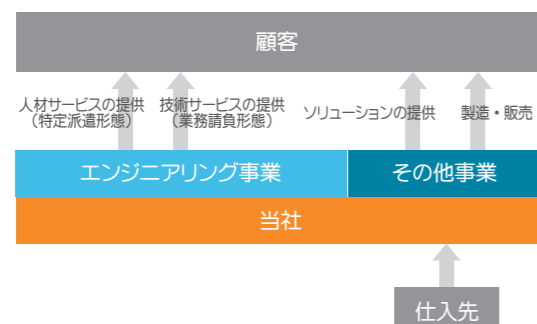 顧客
人材サービスの提供
（特定派遣形態）
技術サービスの提供
（業務請負形態）
ソリューションの提供
製造・販売
エンジニアリング事業
その他事業
当社
仕入先